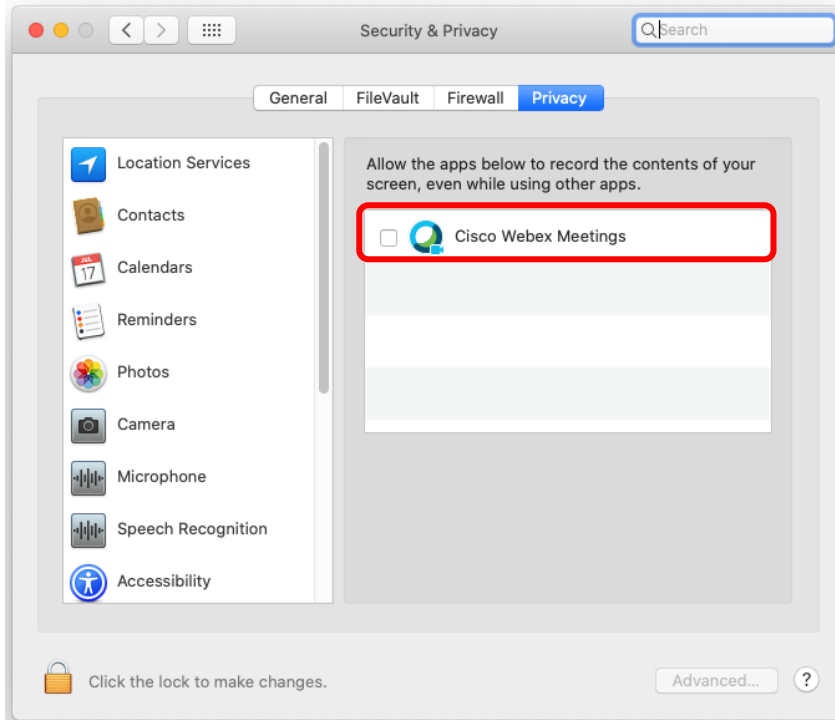 Security & Privacy
Search
General FileVault Firewall Privacy
Location Services
Contacts
JUL
17
Calendars
Reminders
Photos
Camera
Microphone
Speech Recognition
Accessibility
Allow the apps below to record the contents of your
screen, even while using other apps.
Cisco Webex Meetings
Click the lock to make changes.
Advanced...
?